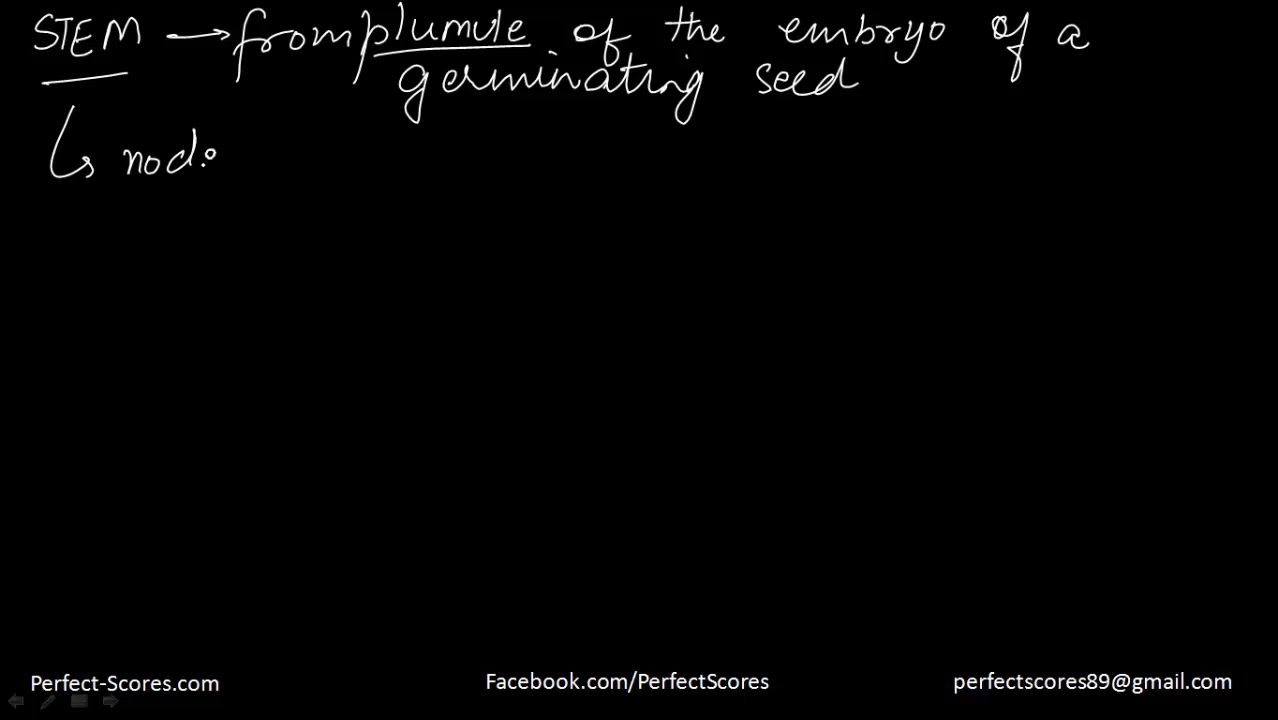 STEM → from plumule of the embryo of a
germinating seed
↳ nod
Perfect-Scores.com
Facebook.com/PerfectScores
perfectscores89@gmail.com